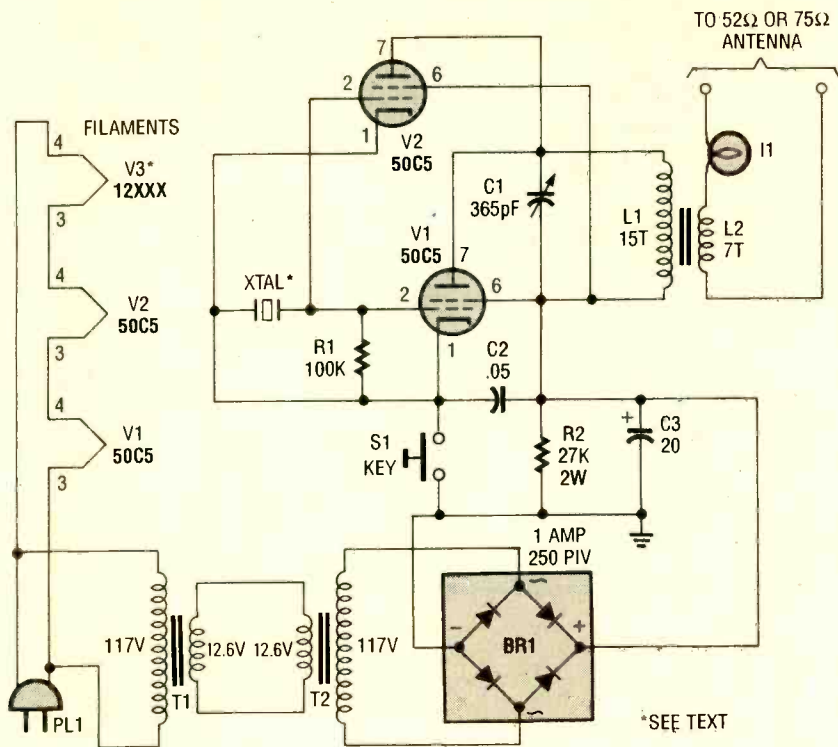 TO 52Ω OR 75Ω
ANTENNA
7
2
6
1
V2
50C5
FILAMENTS
4
V3*
12XXX
3
4
V2
50C5
3
4
V1
50C5
3
C1
365pF
I1
L1
15T
L2
7T
V1
50C5
7
2
6
1
XTAL*
R1
100K
C2
.05
S1
KEY
R2
27K
2W
+
C3
20
1 AMP
250 PIV
117V
12.6V
12.6V
117V
T1
T2
~
−
BR1
+
~
PL1
*SEE TEXT